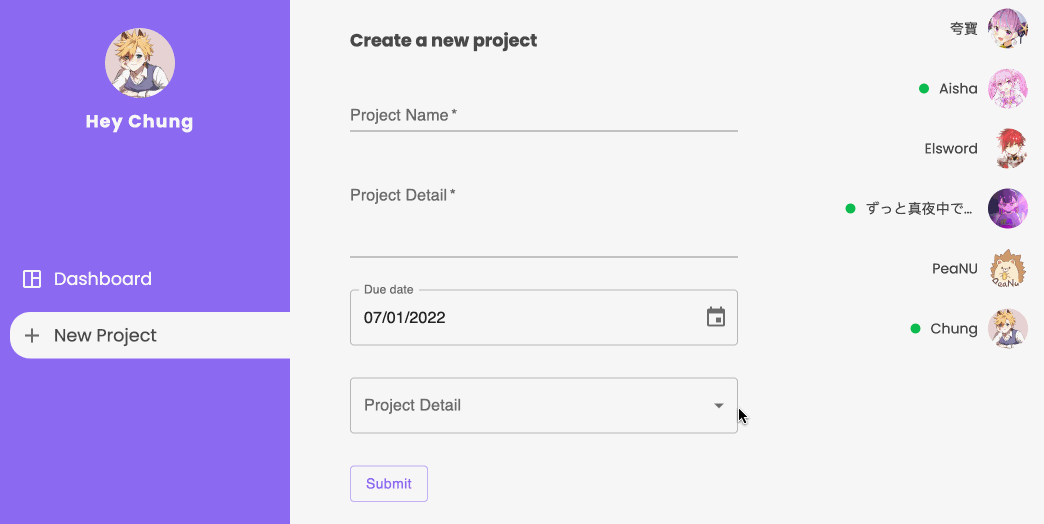 Hey Chung
Dashboard
New Project
Create a new project
Project Name *
Project Detail *
Due date
07/01/2022
Project Detail
Submit
夸寶
Aisha
Elsword
ずっと真夜中で...
PeaNU
PeaNu
Chung